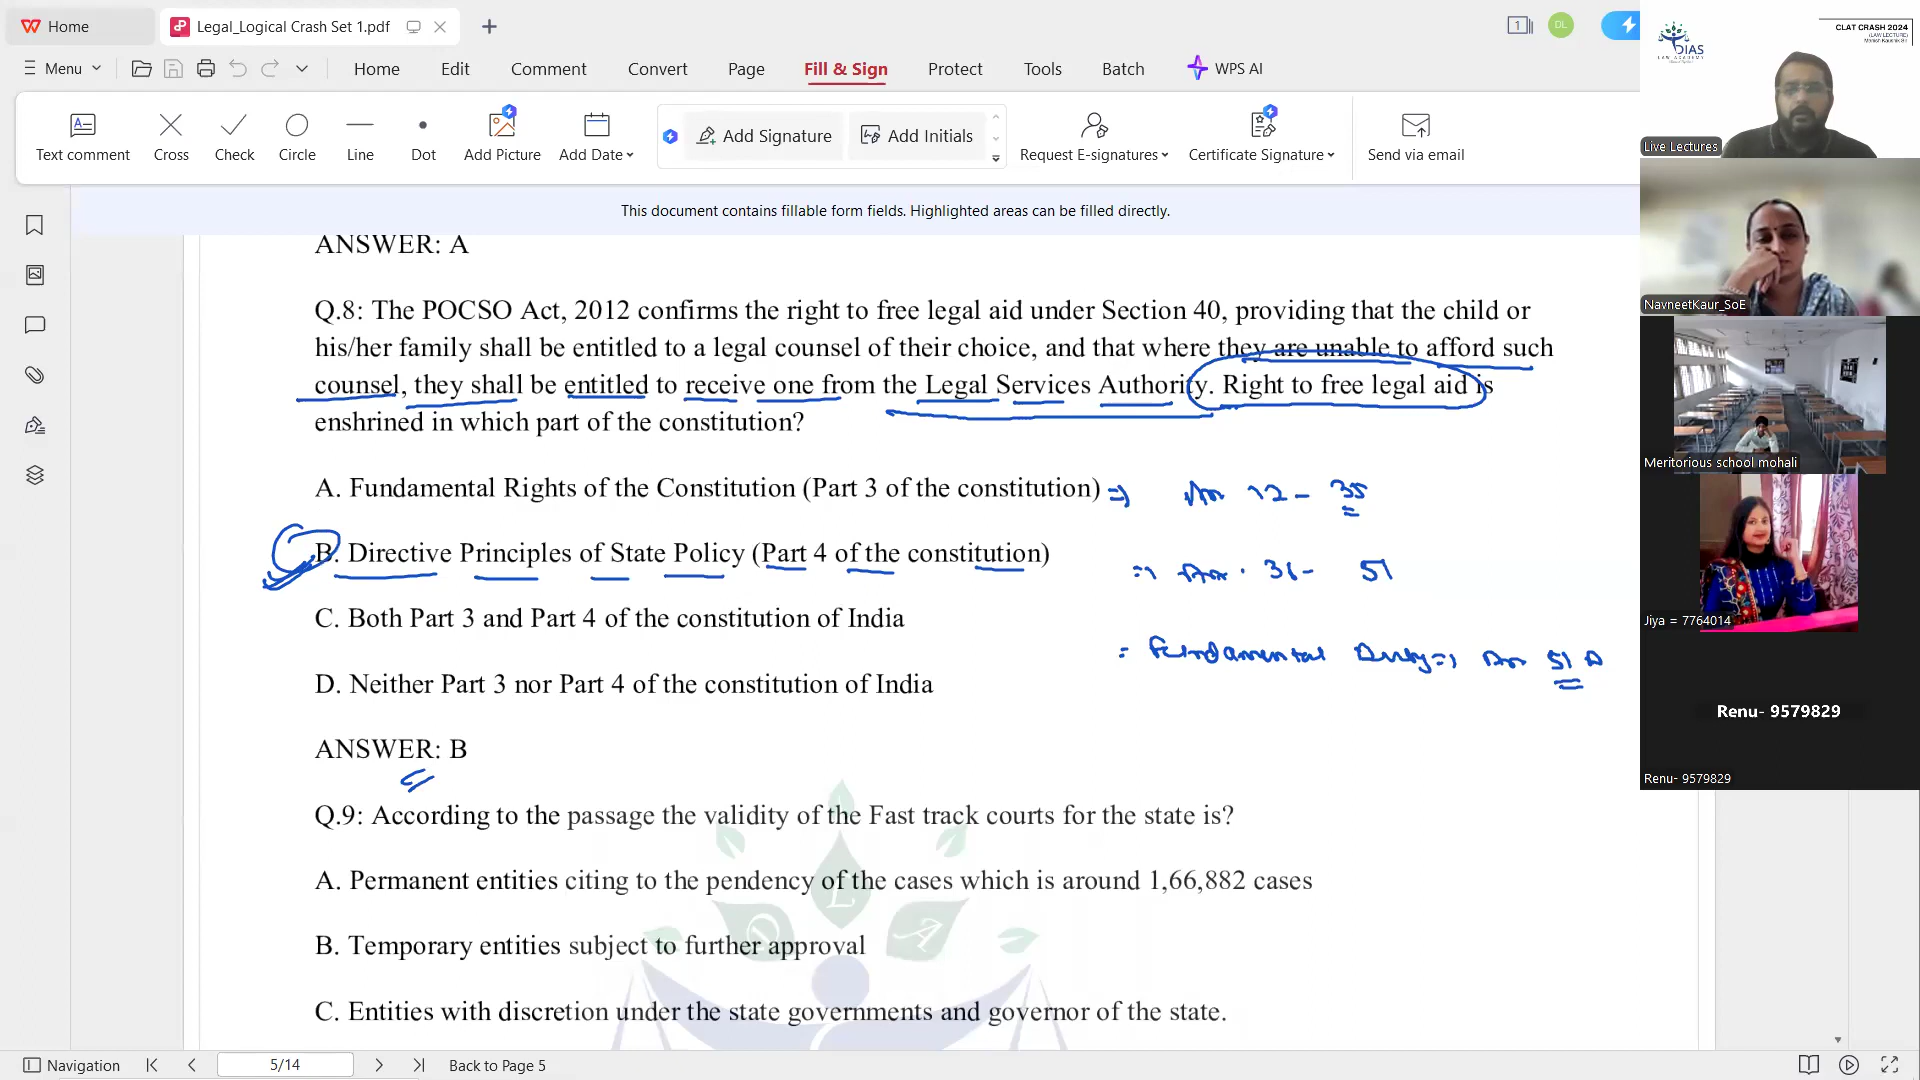 Home
Legal_Logical Crash Set 1.pdf
1
DL
Menu
Home
Edit
Comment
Convert
Page
Fill & Sign
Protect
Tools
Batch
WPS AI
Text comment
Cross
Check
Circle
Line
Dot
Add Picture
Add Date
Add Signature
Add Initials
Request E-signatures
Certificate Signature
Send via email
This document contains fillable form fields. Highlighted areas can be filled directly.
ANSWER: A
Q.8: The POCSO Act, 2012 confirms the right to free legal aid under Section 40, providing that the child or
his/her family shall be entitled to a legal counsel of their choice, and that where they are unable to afford such
counsel, they shall be entitled to receive one from the Legal Services Authority. Right to free legal aid is
enshrined in which part of the constitution?
A. Fundamental Rights of the Constitution (Part 3 of the constitution) => Ar 12 - 35
B. Directive Principles of State Policy (Part 4 of the constitution) => Ar. 36 - 51
C. Both Part 3 and Part 4 of the constitution of India
= Fundamental Duty => Ar 51 A
D. Neither Part 3 nor Part 4 of the constitution of India
ANSWER: B
Q.9: According to the passage the validity of the Fast track courts for the state is?
A. Permanent entities citing to the pendency of the cases which is around 1,66,882 cases
B. Temporary entities subject to further approval
C. Entities with discretion under the state governments and governor of the state.
DLA
Navigation
5/14
Back to Page 5
DIAS
LAW ACADEMY
CLAT CRASH 2024
(LAW LECTURE)
Live Lectures
NavneetKaur_SoE
Meritorious school mohali
Jiya = 7764014
Renu- 9579829
Renu- 9579829